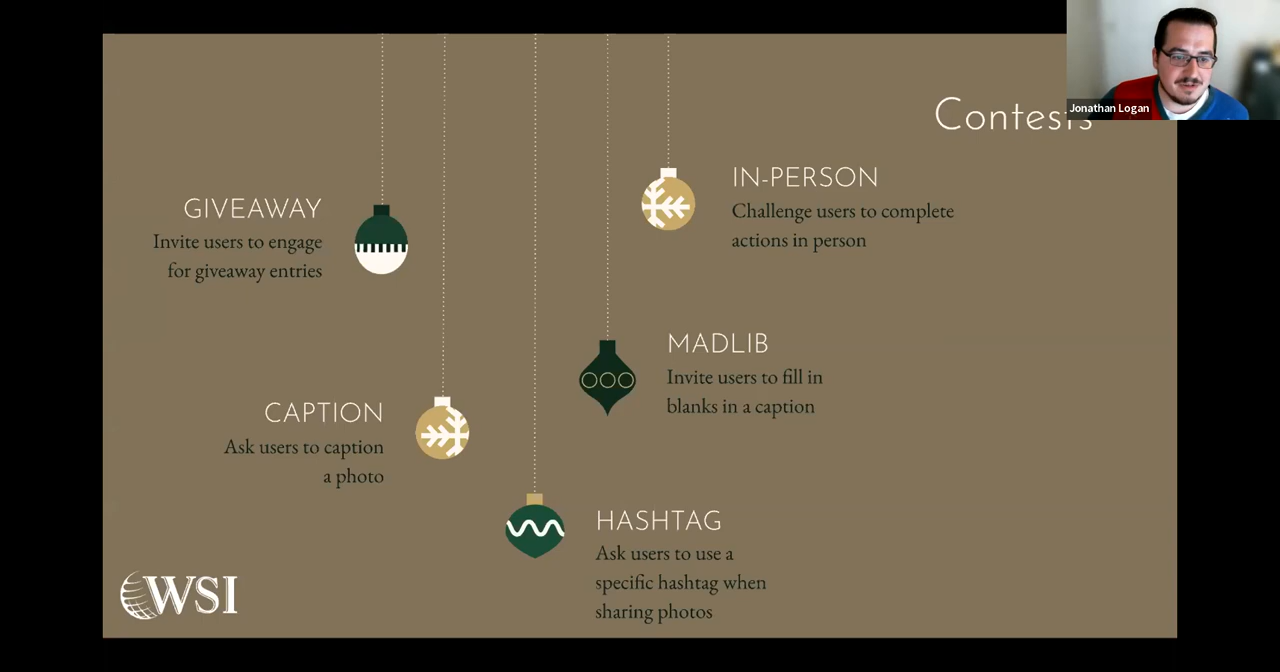 Jonathan Logan
Contests
GIVEAWAY
Invite users to engage
for giveaway entries
IN-PERSON
Challenge users to complete
actions in person
CAPTION
Ask users to caption
a photo
MADLIB
Invite users to fill in
blanks in a caption
HASHTAG
Ask users to use a
specific hashtag when
sharing photos
WSI